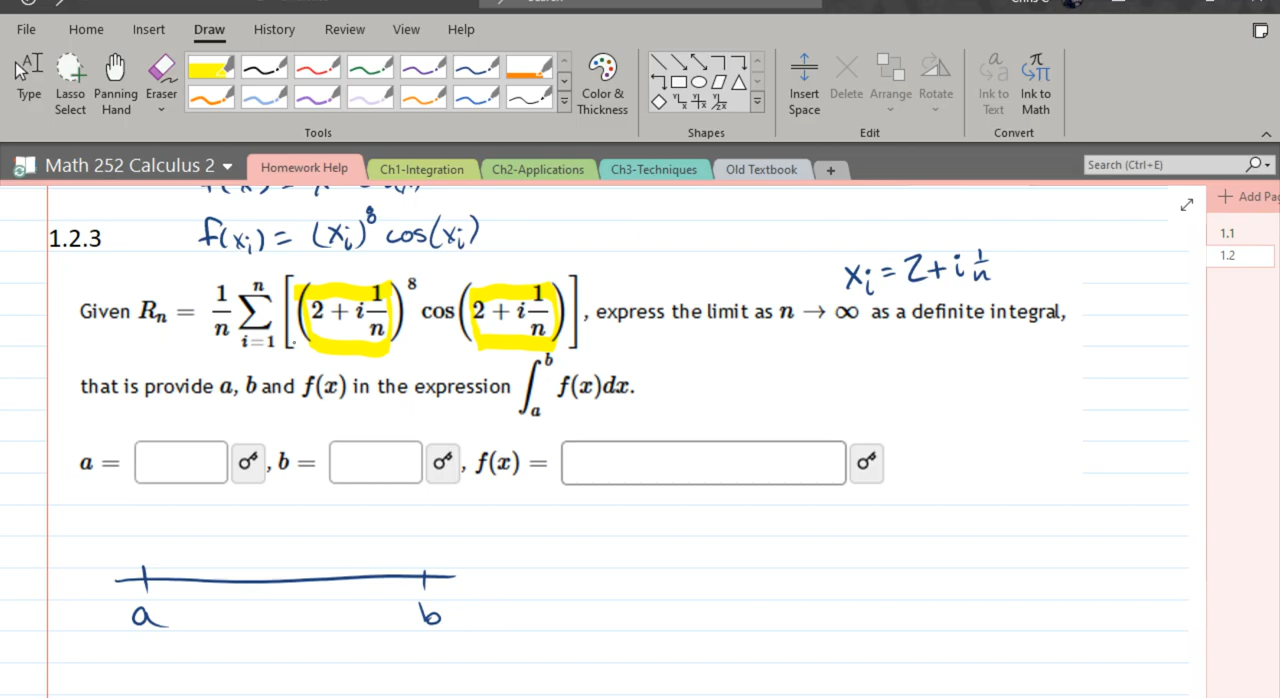 File Home Insert Draw History Review View Help
Type Lasso Select Panning Hand Eraser Color & Thickness Insert Space Delete Arrange Rotate Ink to Text Ink to Math
Tools Shapes Edit Convert
Math 252 Calculus 2 Homework Help Ch1-Integration Ch2-Applications Ch3-Techniques Old Textbook + Search (Ctrl+E)
+ Add Pag
1.1
1.2
1.2.3 f(xᵢ) = (xᵢ)⁸ cos(xᵢ)
xᵢ = 2 + i 1/n
Given Rₙ = 1/n ∑_{i=1}^{n} [(2 + i 1/n)⁸ cos(2 + i 1/n)], express the limit as n → ∞ as a definite integral,
that is provide a, b and f(x) in the expression ∫_a^b f(x)dx.
a = , b = , f(x) =
a b